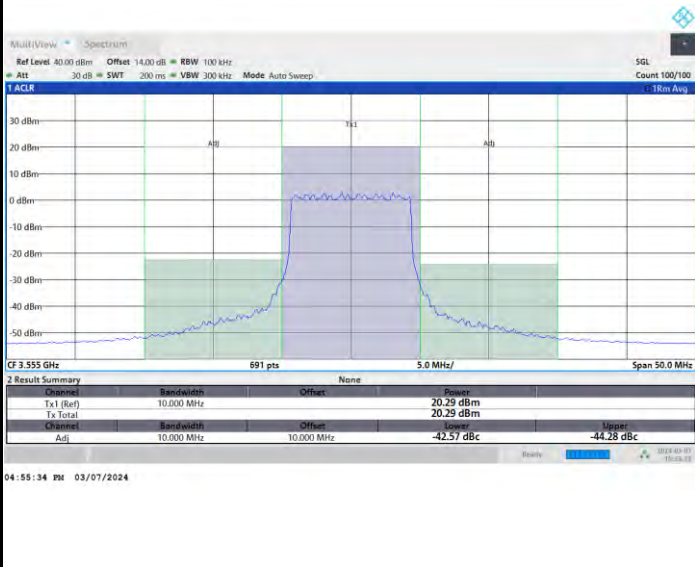 MultiView Spectrum
Ref Level 40.00 dBm Offset 14.00 dB RBW 100 kHz SGL
Att 30 dB SWT 200 ms VBW 300 kHz Mode Auto Sweep Count 100/100
1 ACLR 1Rm Avg
30 dBm
Tx1
20 dBm Adj Adj
10 dBm
0 dBm
-10 dBm
-20 dBm
-30 dBm
-40 dBm
-50 dBm
CF 3.555 GHz 691 pts 5.0 MHz/ Span 50.0 MHz
2 Result Summary None
Channel Bandwidth Offset Power
Tx1 (Ref) 10.000 MHz 20.29 dBm
Tx Total 20.29 dBm
Channel Bandwidth Offset Lower Upper
Adj 10.000 MHz 10.000 MHz -42.57 dBc -44.28 dBc
Ready
04:55:34 PM 03/07/2024